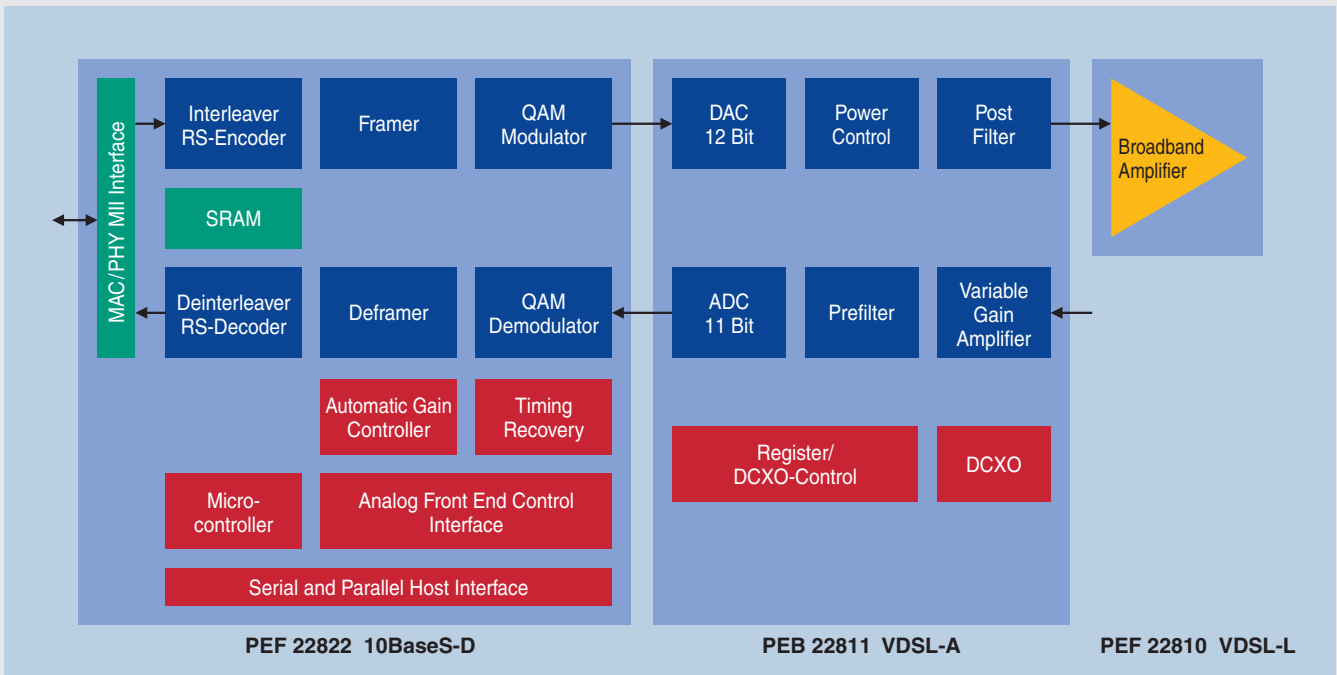 MAC/PHY MII Interface
Interleaver
RS-Encoder
Framer
QAM
Modulator
DAC
12 Bit
Power
Control
Post
Filter
Broadband
Amplifier
SRAM
Deinterleaver
RS-Decoder
Deframer
QAM
Demodulator
ADC
11 Bit
Prefilter
Variable
Gain
Amplifier
Automatic Gain
Controller
Timing
Recovery
Register/
DCXO-Control
DCXO
Micro-
controller
Analog Front End Control
Interface
Serial and Parallel Host Interface
PEF 22822 10BaseS-D
PEB 22811 VDSL-A
PEF 22810 VDSL-L